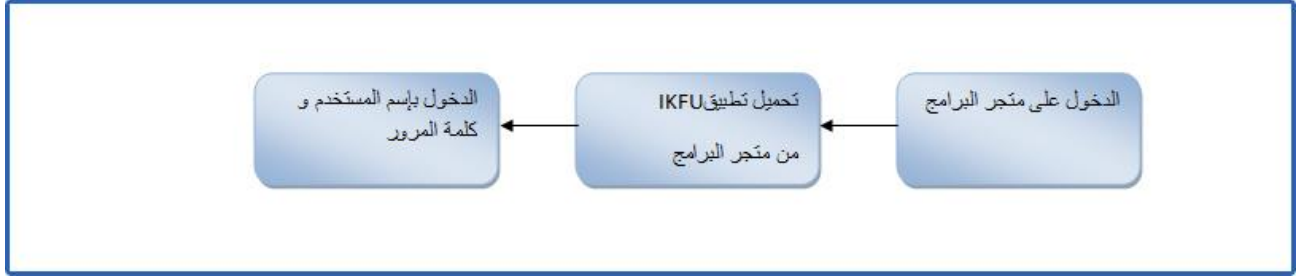 الدخول على متجر البرامج
تحميل تطبيقIKFU
من متجر البرامج
الدخول بإسم المستخدم و
كلمة المرور